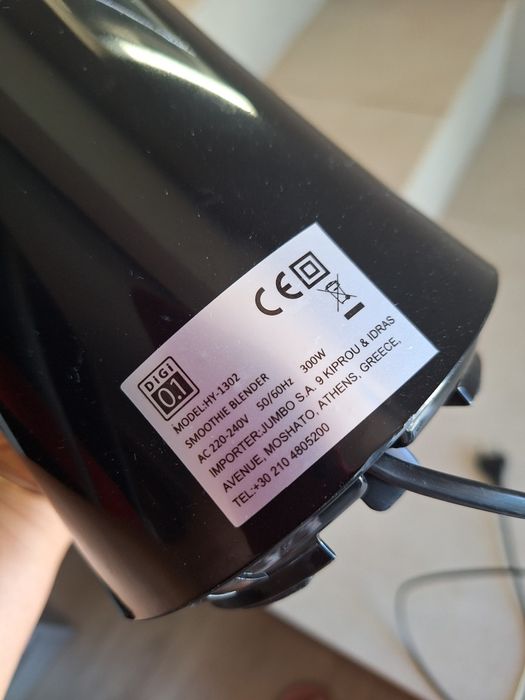 DIGI
0.1
CE
MODEL:HY-1302
SMOOTHIE BLENDER
AC 220-240V 50/60Hz 300W
IMPORTER:JUMBO S.A. 9 KIPROU & IDRAS
AVENUE, MOSHATO, ATHENS, GREECE,
TEL:+30 210 4805200